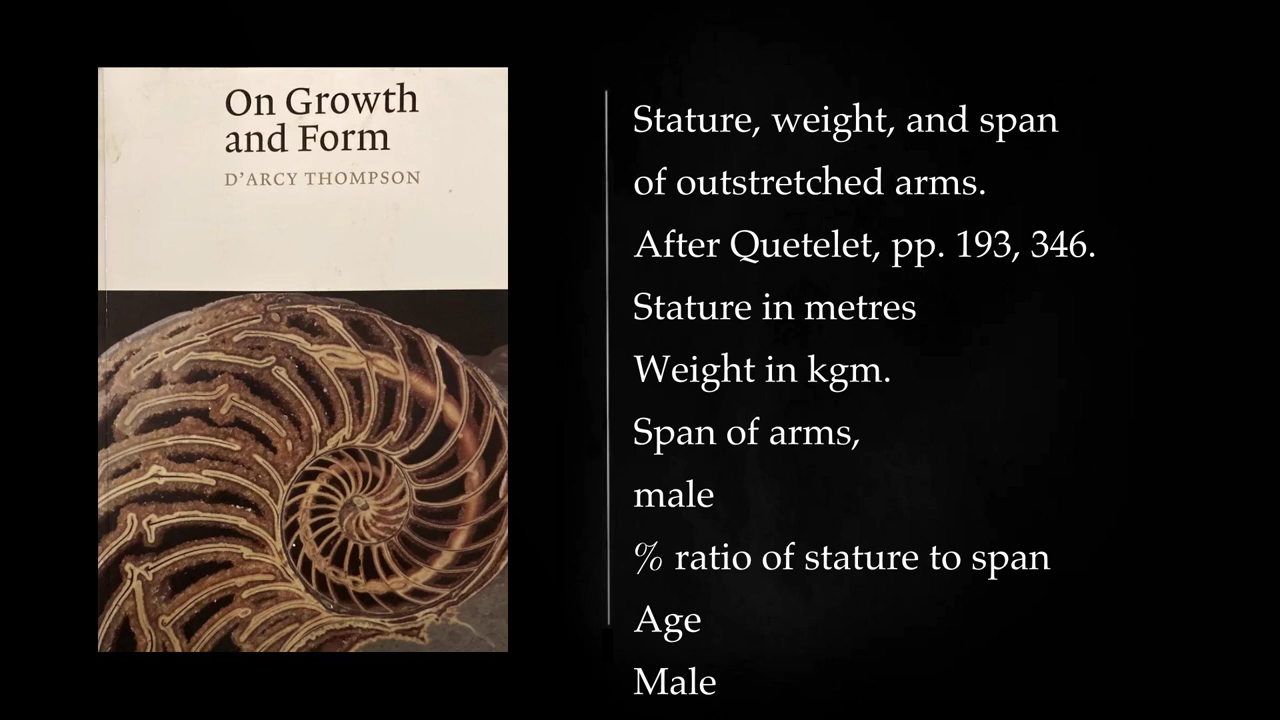 On Growth
and Form
D'ARCY THOMPSON
Stature, weight, and span
of outstretched arms.
After Quetelet, pp. 193, 346.
Stature in metres
Weight in kgm.
Span of arms,
male
% ratio of stature to span
Age
Male